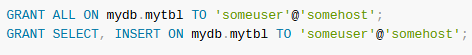 GRANT ALL ON mydb.mytbl TO 'someuser'@'somehost';
GRANT SELECT, INSERT ON mydb.mytbl TO 'someuser'@'somehost';